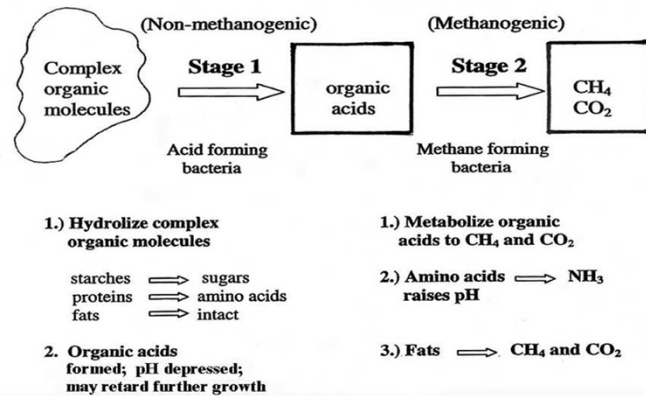 (Non-methanogenic)
(Methanogenic)
Complex
organic
molecules
Stage 1
organic
acids
Stage 2
CH₄
CO₂
Acid forming
bacteria
Methane forming
bacteria
1.) Hydrolize complex
organic molecules
starches ⟹ sugars
proteins ⟹ amino acids
fats ⟹ intact
2. Organic acids
formed; pH depressed;
may retard further growth
1.) Metabolize organic
acids to CH₄ and CO₂
2.) Amino acids ⟹ NH₃
raises pH
3.) Fats ⟹ CH₄ and CO₂